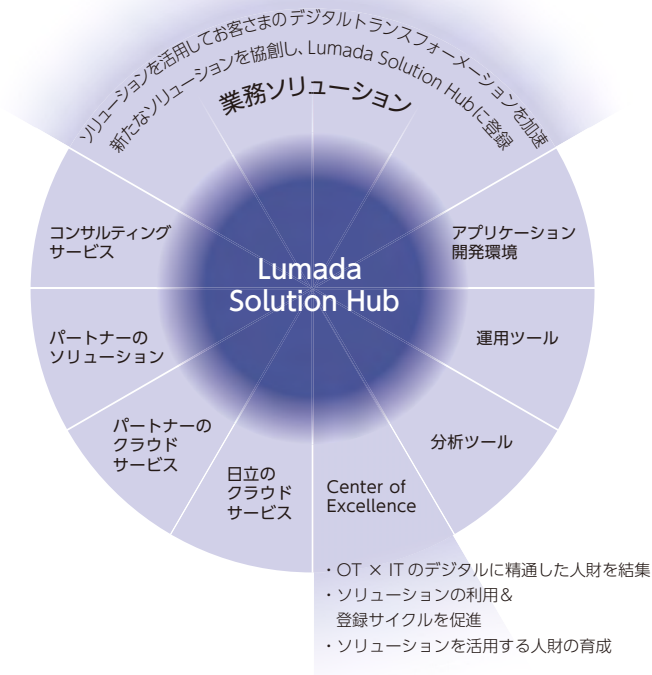 ソリューションを活用してお客さまのデジタルトランスフォーメーションを加速
新たなソリューションを協創し、Lumada Solution Hubに登録
業務ソリューション
コンサルティング
サービス
アプリケーション
開発環境
Lumada
Solution Hub
パートナーの
ソリューション
運用ツール
パートナーの
クラウド
サービス
分析ツール
日立の
クラウド
サービス
Center of
Excellence
・OT × IT のデジタルに精通した人財を結集
・ソリューションの利用＆
登録サイクルを促進
・ソリューションを活用する人財の育成